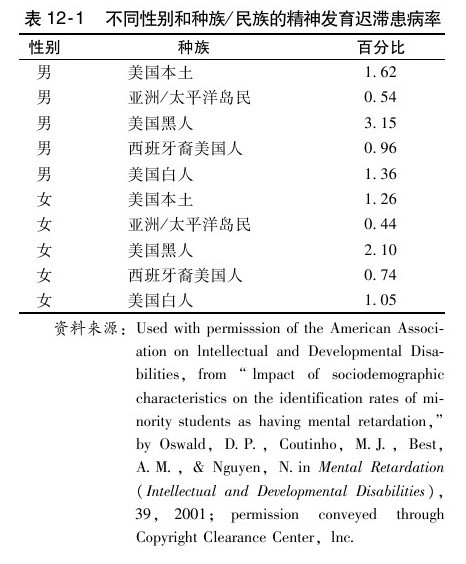 表 12-1 不同性别和种族/民族的精神发育迟滞患病率
性别 种族 百分比
男 美国本土 1.62
男 亚洲/太平洋岛民 0.54
男 美国黑人 3.15
男 西班牙裔美国人 0.96
男 美国白人 1.36
女 美国本土 1.26
女 亚洲/太平洋岛民 0.44
女 美国黑人 2.10
女 西班牙裔美国人 0.74
女 美国白人 1.05
资料来源：Used with permisssion of the American Associ-
ation on lntellectual and Developmental Disa-
bilities, from “lmpact of sociodemographic
characteristics on the identification rates of mi-
nority students as having mental retardation,”
by Oswald, D. P. , Coutinho, M. J. , Best,
A. M. , & Nguyen, N. in Mental Retardation
(Intellectual and Developmental Disabilities),
39, 2001; permission conveyed through
Copyright Clearance Center, lnc.